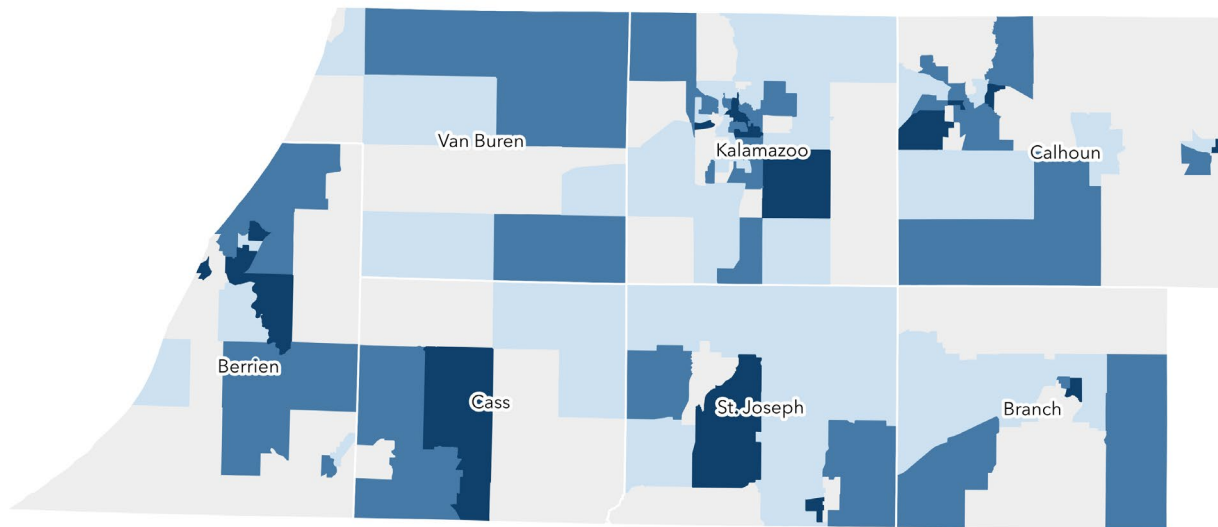 Van Buren
Kalamazoo
Calhoun
Berrien
Cass
St. Joseph
Branch